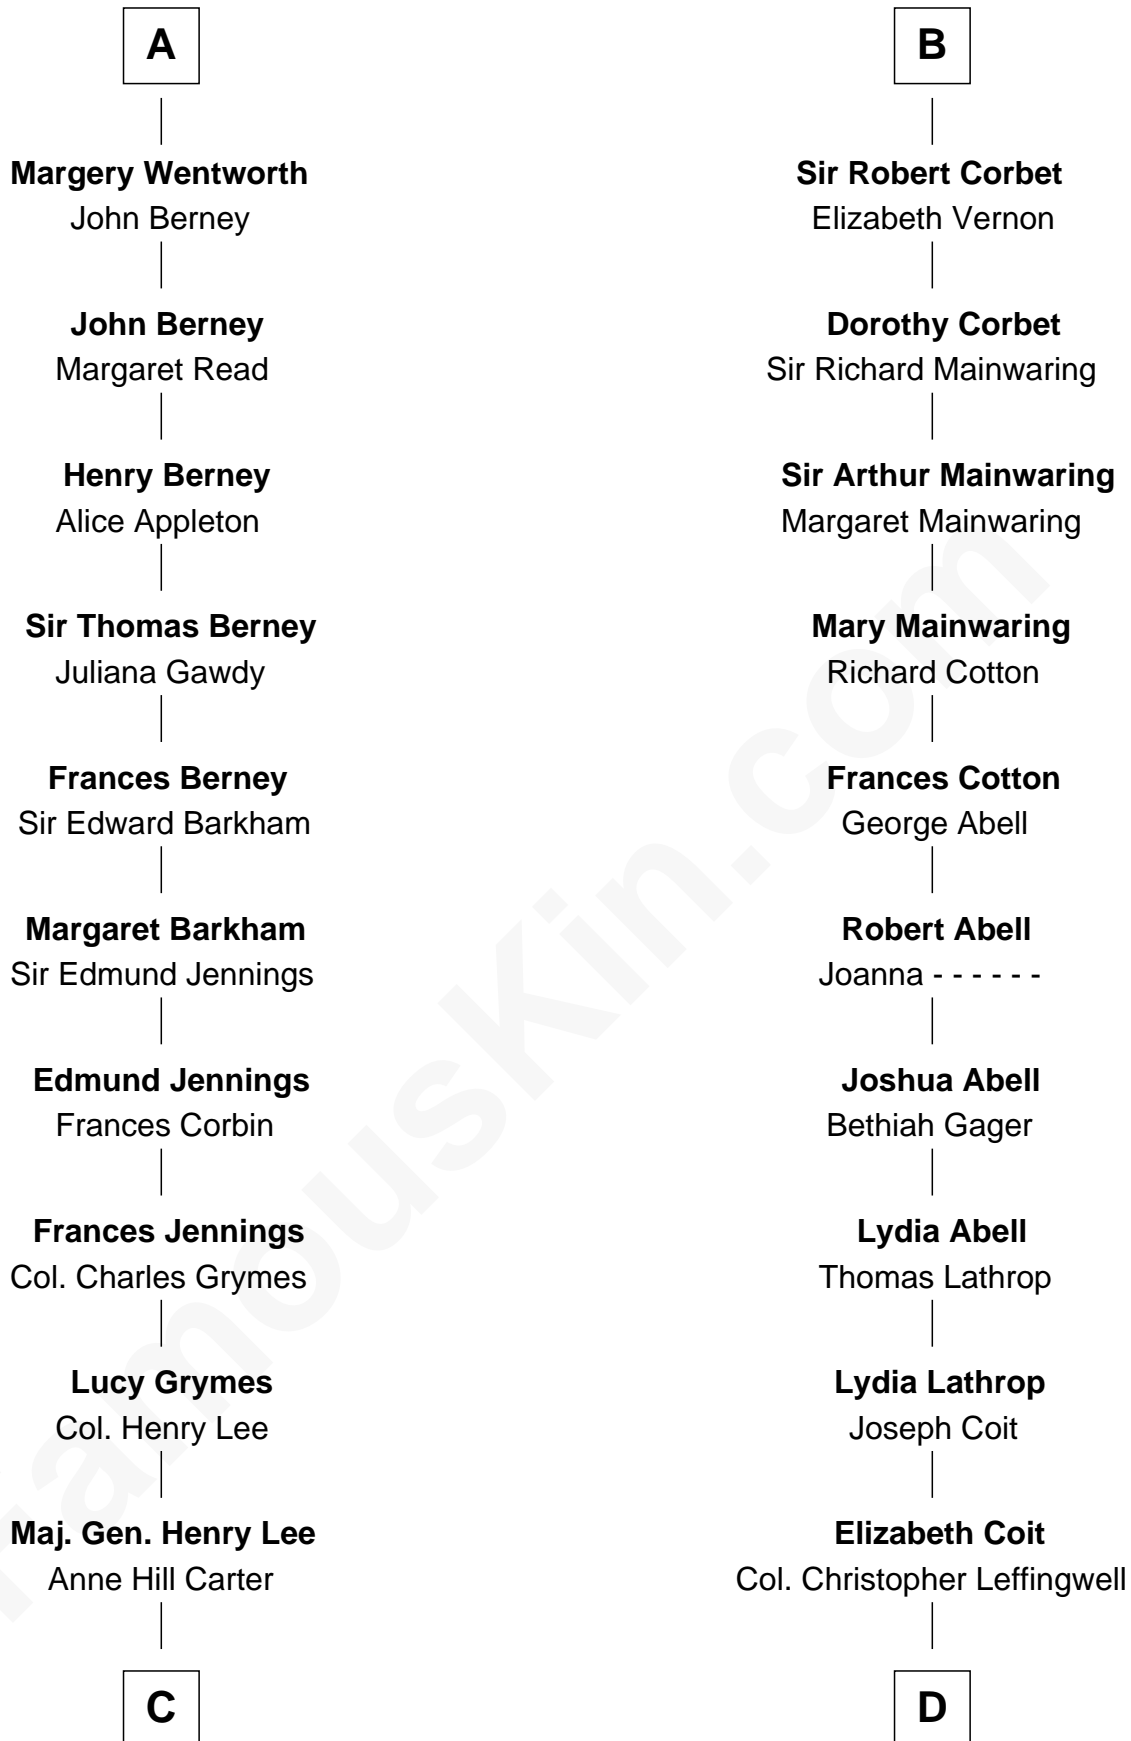 A
Margery Wentworth
John Berney
John Berney
Margaret Read
Henry Berney
Alice Appleton
Sir Thomas Berney
Juliana Gawdy
Frances Berney
Sir Edward Barkham
Margaret Barkham
Sir Edmund Jennings
Edmund Jennings
Frances Corbin
Frances Jennings
Col. Charles Grymes
Lucy Grymes
Col. Henry Lee
Maj. Gen. Henry Lee
Anne Hill Carter
C
B
Sir Robert Corbet
Elizabeth Vernon
Dorothy Corbet
Sir Richard Mainwaring
Sir Arthur Mainwaring
Margaret Mainwaring
Mary Mainwaring
Richard Cotton
Frances Cotton
George Abell
Robert Abell
Joanna - - - - - -
Joshua Abell
Bethiah Gager
Lydia Abell
Thomas Lathrop
Lydia Lathrop
Joseph Coit
Elizabeth Coit
Col. Christopher Leffingwell
D
FamousKin.com